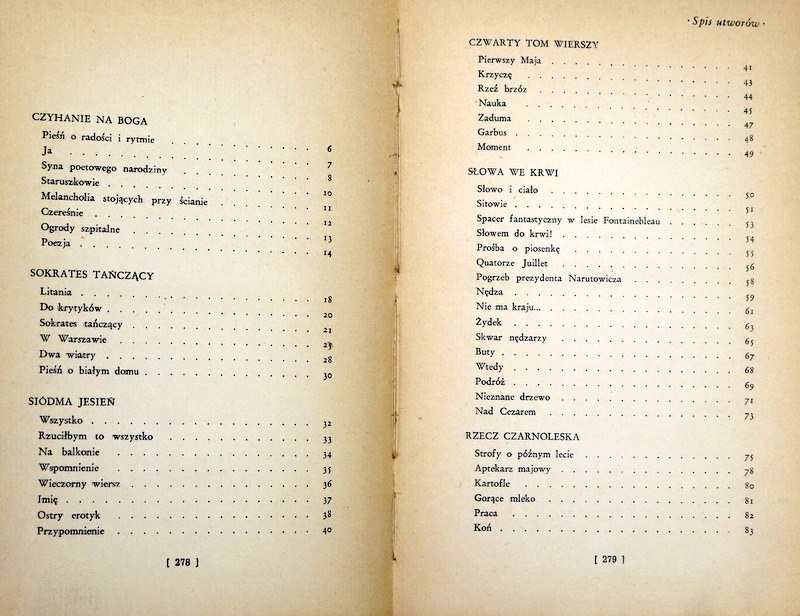 CZYHANIE NA BOGA
Pieśń o radości i rytmie . . . . . . . . . . 6
Ja . . . . . . . . . . 7
Syna poetowego narodziny . . . . . . . . . . 8
Staruszkowie . . . . . . . . . . 10
Melancholia stojących przy ścianie . . . . . . . . . . 11
Czereśnie . . . . . . . . . . 12
Ogrody szpitalne . . . . . . . . . . 13
Poezja . . . . . . . . . . 14
SOKRATES TAŃCZĄCY
Litania . . . . . . . . . . 18
Do krytyków . . . . . . . . . . 20
Sokrates tańczący . . . . . . . . . . 21
W Warszawie . . . . . . . . . . 25
Dwa wiatry . . . . . . . . . . 28
Pieśń o białym domu . . . . . . . . . . 30
SIÓDMA JESIEŃ
Wszystko . . . . . . . . . . 32
Rzuciłbym to wszystko . . . . . . . . . . 33
Na balkonie . . . . . . . . . . 34
Wspomnienie . . . . . . . . . . 35
Wieczorny wiersz . . . . . . . . . . 36
Imię . . . . . . . . . . 37
Ostry erotyk . . . . . . . . . . 38
Przypomnienie . . . . . . . . . . 40
[ 278 ]
· Spis utworów ·
CZWARTY TOM WIERSZY
Pierwszy Maja . . . . . . . . . . 41
Krzyczę . . . . . . . . . . 43
Rzeź brzóz . . . . . . . . . . 44
Nauka . . . . . . . . . . 45
Zaduma . . . . . . . . . . 47
Garbus . . . . . . . . . . 48
Moment . . . . . . . . . . 49
SŁOWA WE KRWI
Słowo i ciało . . . . . . . . . . 50
Sitowie . . . . . . . . . . 51
Spacer fantastyczny w lesie Fontainebleau . . . . . . . . . . 53
Słowem do krwi! . . . . . . . . . . 54
Prośba o piosenkę . . . . . . . . . . 55
Quatorze Juillet . . . . . . . . . . 56
Pogrzeb prezydenta Narutowicza . . . . . . . . . . 58
Nędza . . . . . . . . . . 59
Nie ma kraju... . . . . . . . . . . 61
Żydek . . . . . . . . . . 63
Skwar nędzarzy . . . . . . . . . . 65
Buty . . . . . . . . . . 67
Wtedy . . . . . . . . . . 68
Podróż . . . . . . . . . . 69
Nieznane drzewo . . . . . . . . . . 71
Nad Cezarem . . . . . . . . . . 73
RZECZ CZARNOLESKA
Strofy o późnym lecie . . . . . . . . . . 75
Aptekarz majowy . . . . . . . . . . 78
Kartofle . . . . . . . . . . 80
Gorące mleko . . . . . . . . . . 81
Praca . . . . . . . . . . 82
Koń . . . . . . . . . . 83
[ 279 ]